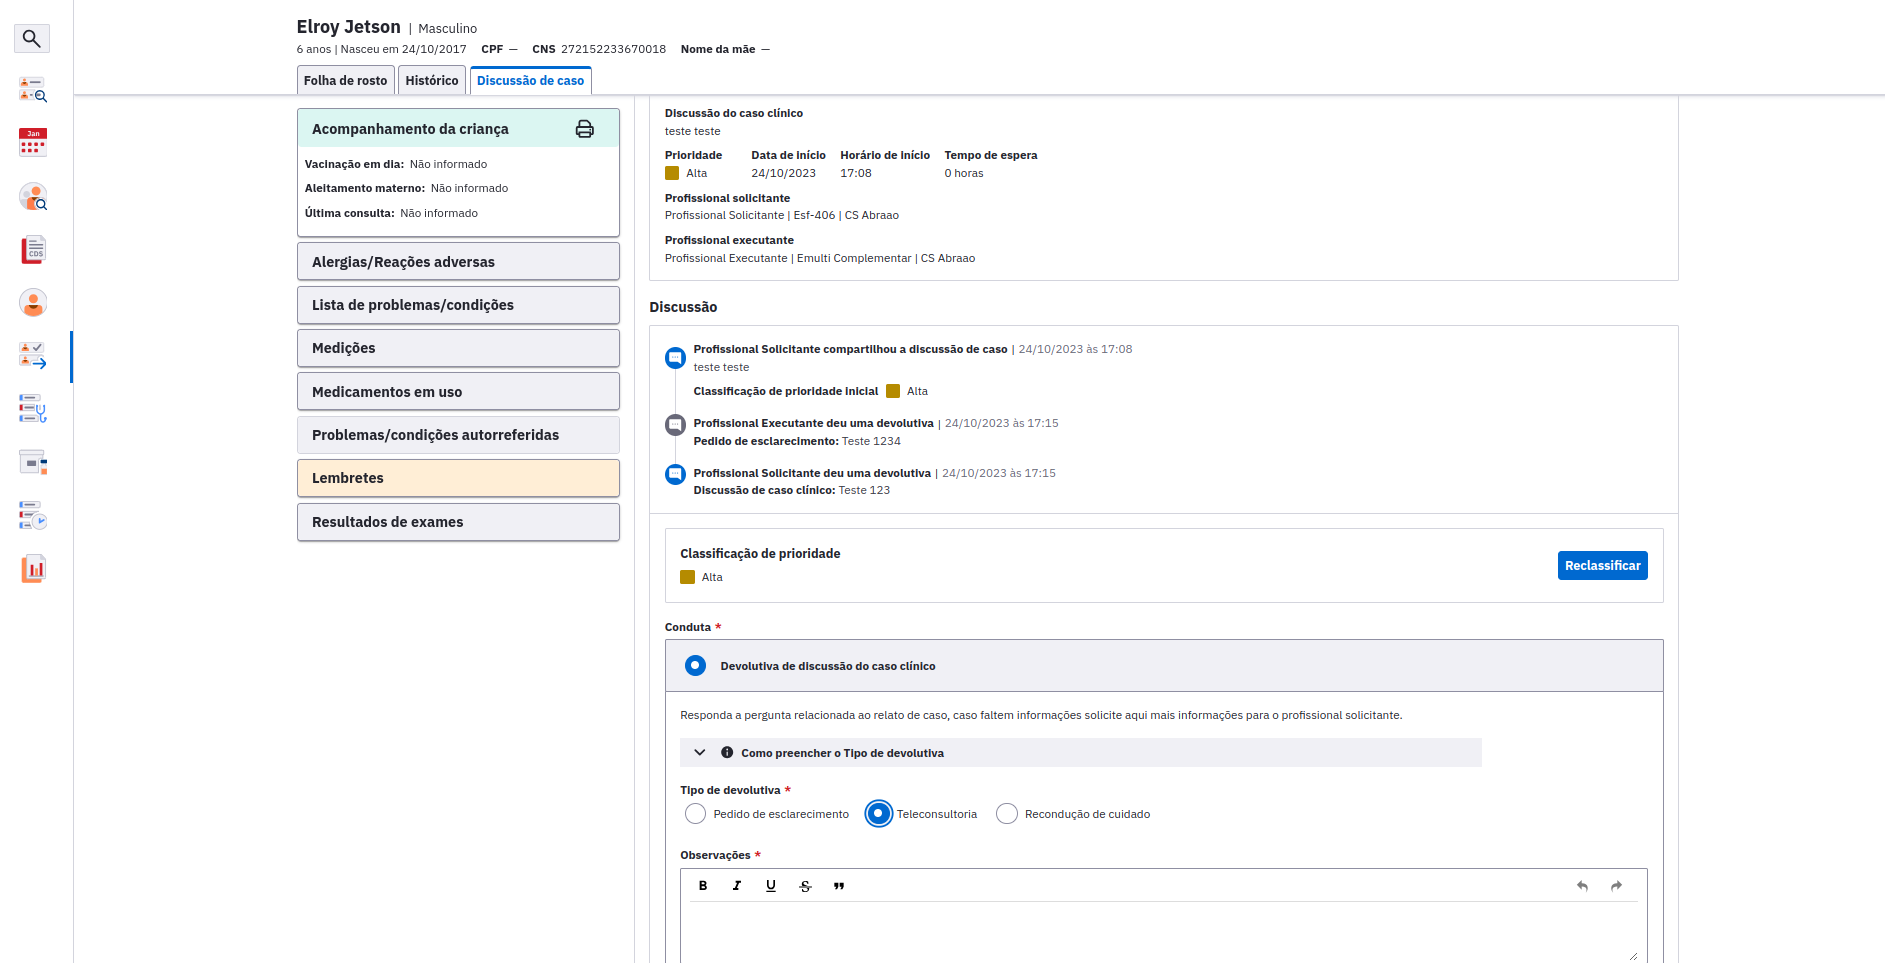 Elroy Jetson | Masculino
6 anos | Nasceu em 24/10/2017 CPF — CNS 272152233670018 Nome da mãe —
Folha de rosto Histórico Discussão de caso
Jan
CDS
Acompanhamento da criança
Vacinação em dia: Não informado
Aleitamento materno: Não informado
Última consulta: Não informado
Alergias/Reações adversas
Lista de problemas/condições
Medições
Medicamentos em uso
Problemas/condições autorreferidas
Lembretes
Resultados de exames
Discussão do caso clínico
teste teste
Prioridade Data de início Horário de início Tempo de espera
Alta 24/10/2023 17:08 0 horas
Profissional solicitante
Profissional Solicitante | Esf-406 | CS Abraao
Profissional executante
Profissional Executante | Emulti Complementar | CS Abraao
Discussão
Profissional Solicitante compartilhou a discussão de caso | 24/10/2023 às 17:08
teste teste
Classificação de prioridade inicial Alta
Profissional Executante deu uma devolutiva | 24/10/2023 às 17:15
Pedido de esclarecimento: Teste 1234
Profissional Solicitante deu uma devolutiva | 24/10/2023 às 17:15
Discussão de caso clínico: Teste 123
Classificação de prioridade
Alta
Reclassificar
Conduta *
Devolutiva de discussão do caso clínico
Responda a pergunta relacionada ao relato de caso, caso faltem informações solicite aqui mais informações para o profissional solicitante.
Como preencher o Tipo de devolutiva
Tipo de devolutiva *
Pedido de esclarecimento Teleconsultoria Recondução de cuidado
Observações *
B I U S